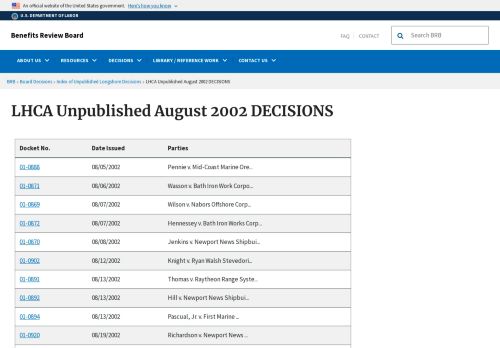 An official website of the United States government. Here's how you know
U.S. DEPARTMENT OF LABOR
Benefits Review Board
FAQ CONTACT
Search BRB
ABOUT US RESOURCES DECISIONS LIBRARY / REFERENCE WORK CONTACT US
BRB › Board Decisions › Index of Unpublished Longshore Decisions › LHCA Unpublished August 2002 DECISIONS
LHCA Unpublished August 2002 DECISIONS
Docket No. Date Issued Parties
01-0888 08/05/2002 Pennie v. Mid-Coast Marine Ore...
01-0871 08/06/2002 Wasson v. Bath Iron Work Corpo...
01-0869 08/07/2002 Wilson v. Nabors Offshore Corp...
01-0872 08/07/2002 Hennessey v. Bath Iron Works Corp...
01-0870 08/08/2002 Jenkins v. Newport News Shipbui...
01-0902 08/12/2002 Knight v. Ryan Walsh Stevedori...
01-0891 08/13/2002 Thomas v. Raytheon Range Syste...
01-0892 08/13/2002 Hill v. Newport News Shipbui...
01-0894 08/13/2002 Pascual, Jr. v. First Marine ...
01-0920 08/19/2002 Richardson v. Newport News ...